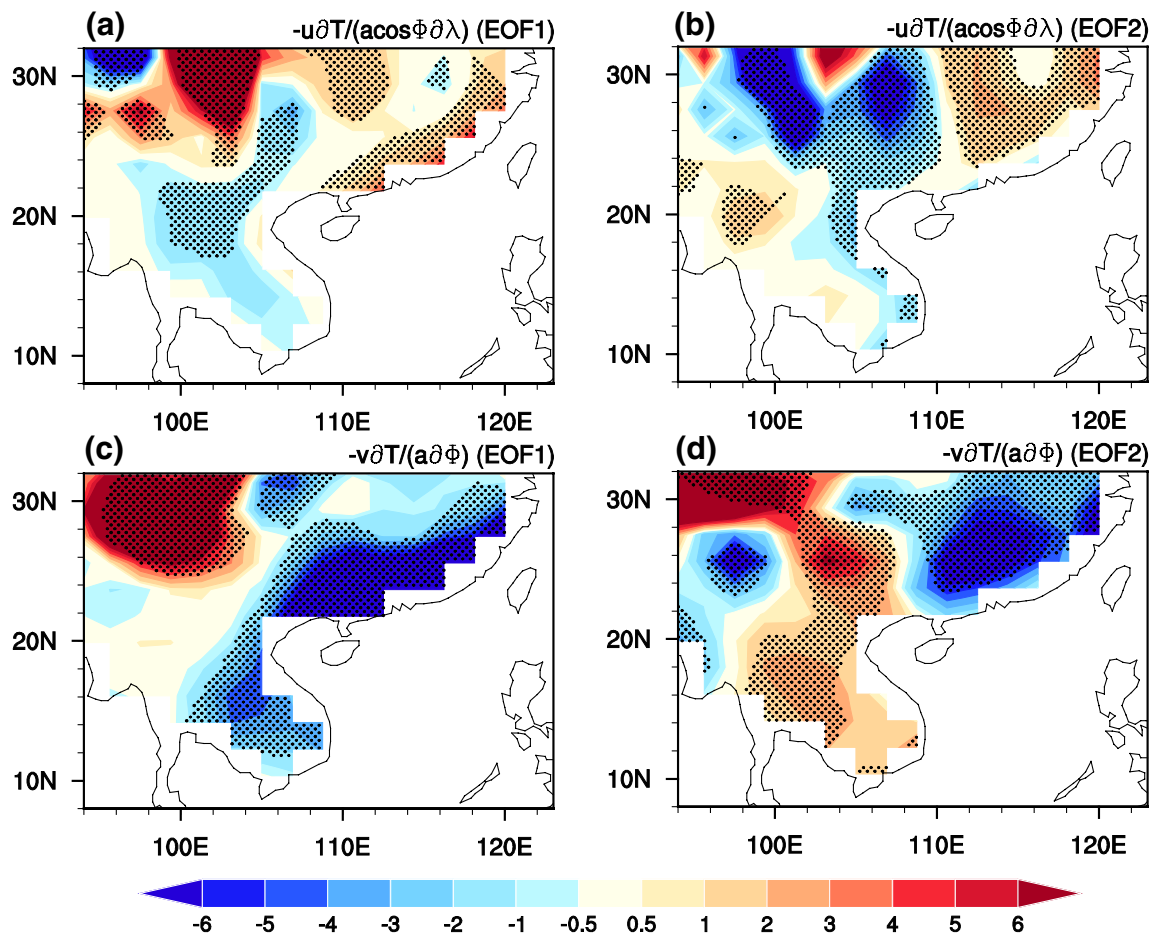 (a) -u∂T/(acosΦ∂λ) (EOF1)
(b) -u∂T/(acosΦ∂λ) (EOF2)
30N 30N
20N 20N
10N 10N
100E 110E 120E 100E 110E 120E
(c) -v∂T/(a∂Φ) (EOF1)
(d) -v∂T/(a∂Φ) (EOF2)
30N 30N
20N 20N
10N 10N
100E 110E 120E 100E 110E 120E
-6 -5 -4 -3 -2 -1 -0.5 0.5 1 2 3 4 5 6